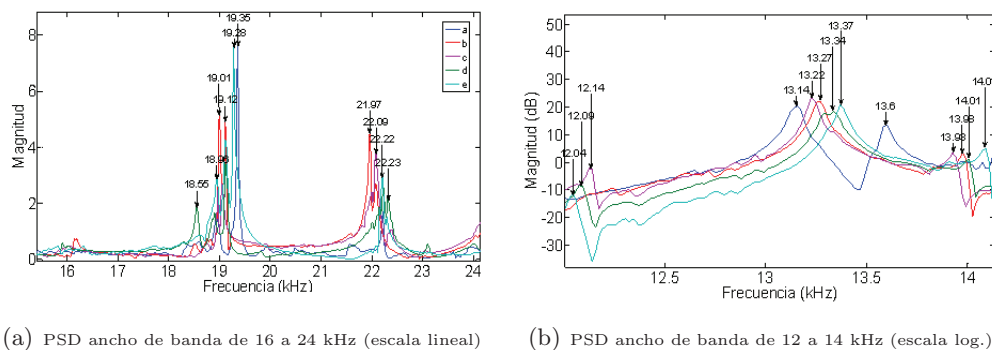 19.35
19.28
8
a
b
c
d
e
6
19.01
19.12
Magnitud
21.97
4
22.09
22.22
18.55
22.23
2
0
16 17 18 19 20 21 22 23 24
Frecuencia (kHz)
50
40
13.37
30
13.34
13.27
13.22
20
13.14
13.6
10
12.14
14.01
13.98
13.98
0
12.09
12.04
-10
-20
-30
Magnitud (dB)
12.5 13 13.5 14
Frecuencia (kHz)
(a) PSD ancho de banda de 16 a 24 kHz (escala lineal)
(b) PSD ancho de banda de 12 a 14 kHz (escala log.)